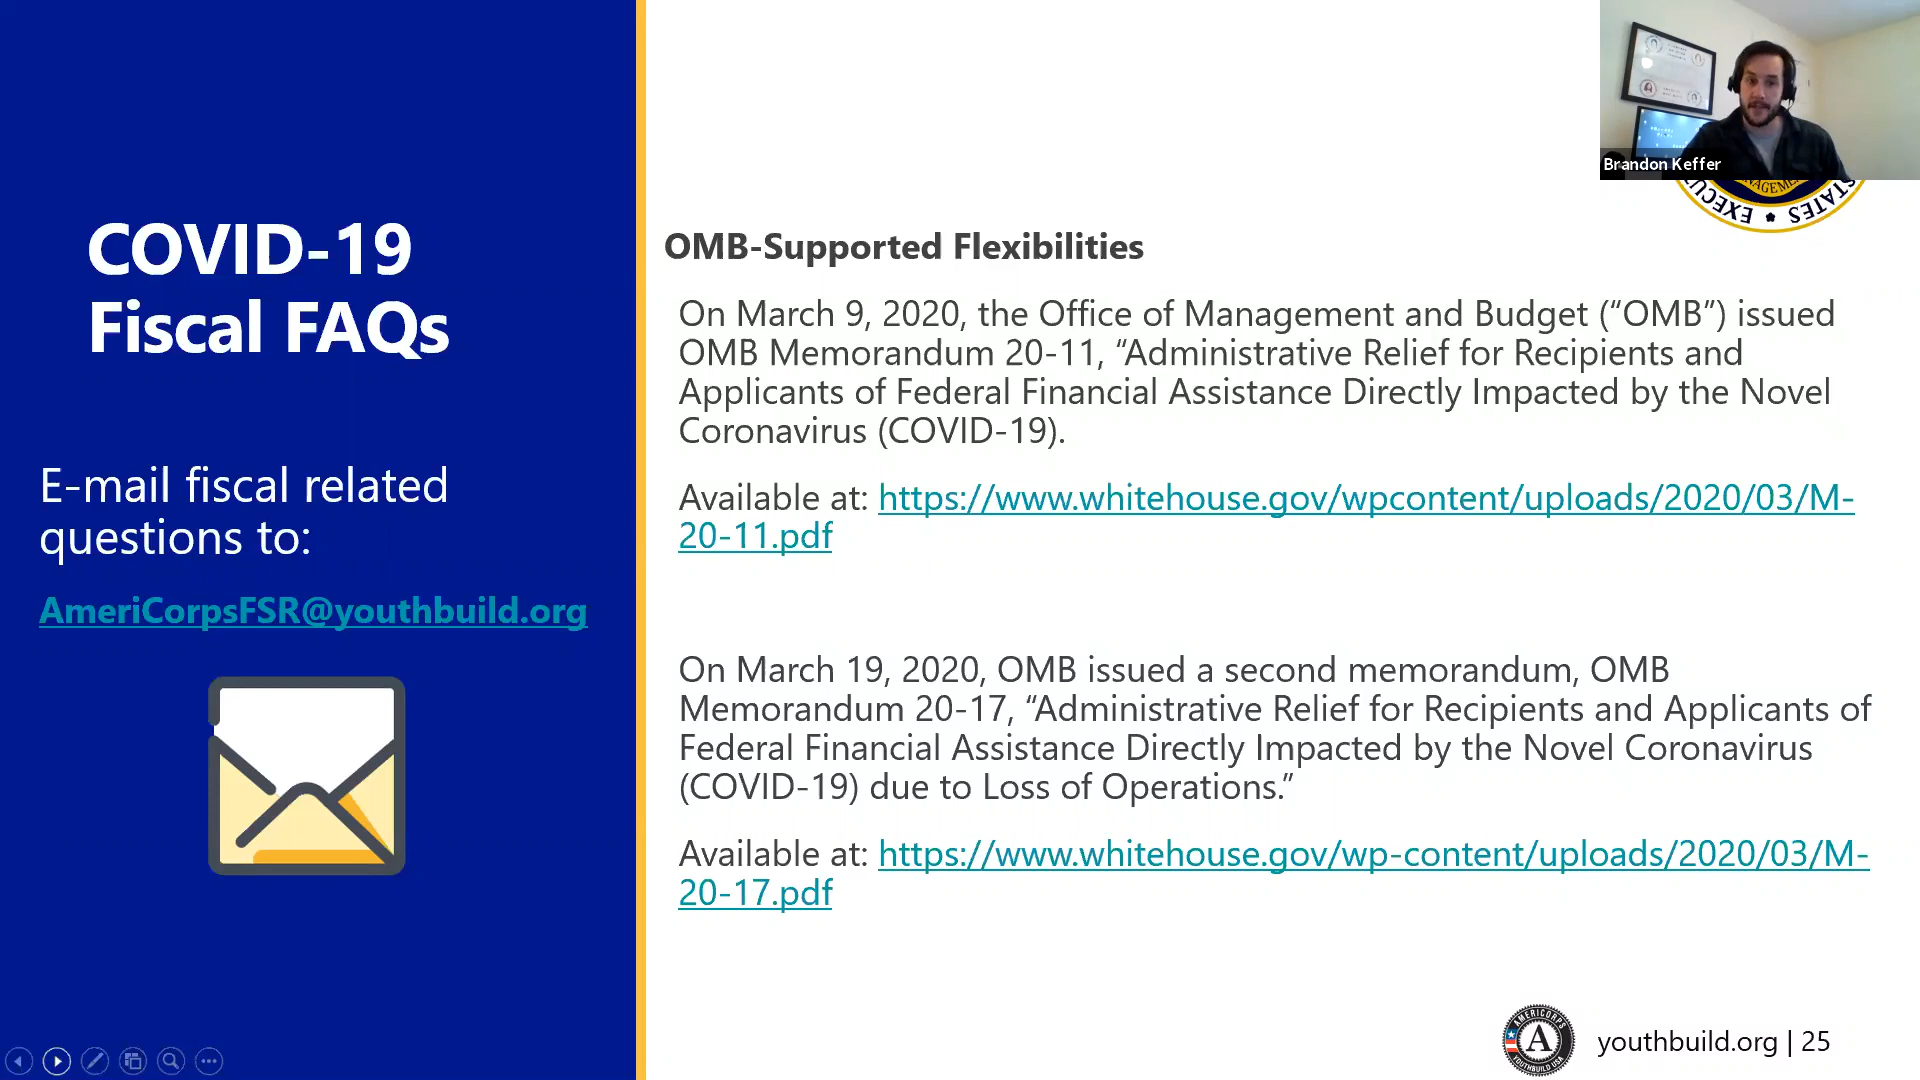 COVID-19
Fiscal FAQs
E-mail fiscal related
questions to:
AmeriCorpsFSR@youthbuild.org
Brandon Keffer
EXECUT
STATES
OMB-Supported Flexibilities
On March 9, 2020, the Office of Management and Budget (“OMB”) issued
OMB Memorandum 20-11, “Administrative Relief for Recipients and
Applicants of Federal Financial Assistance Directly Impacted by the Novel
Coronavirus (COVID-19).
Available at: https://www.whitehouse.gov/wpcontent/uploads/2020/03/M-
20-11.pdf
On March 19, 2020, OMB issued a second memorandum, OMB
Memorandum 20-17, “Administrative Relief for Recipients and Applicants of
Federal Financial Assistance Directly Impacted by the Novel Coronavirus
(COVID-19) due to Loss of Operations.”
Available at: https://www.whitehouse.gov/wp-content/uploads/2020/03/M-
20-17.pdf
AMERICORPS
A
YOUTHBUILD USA
youthbuild.org | 25